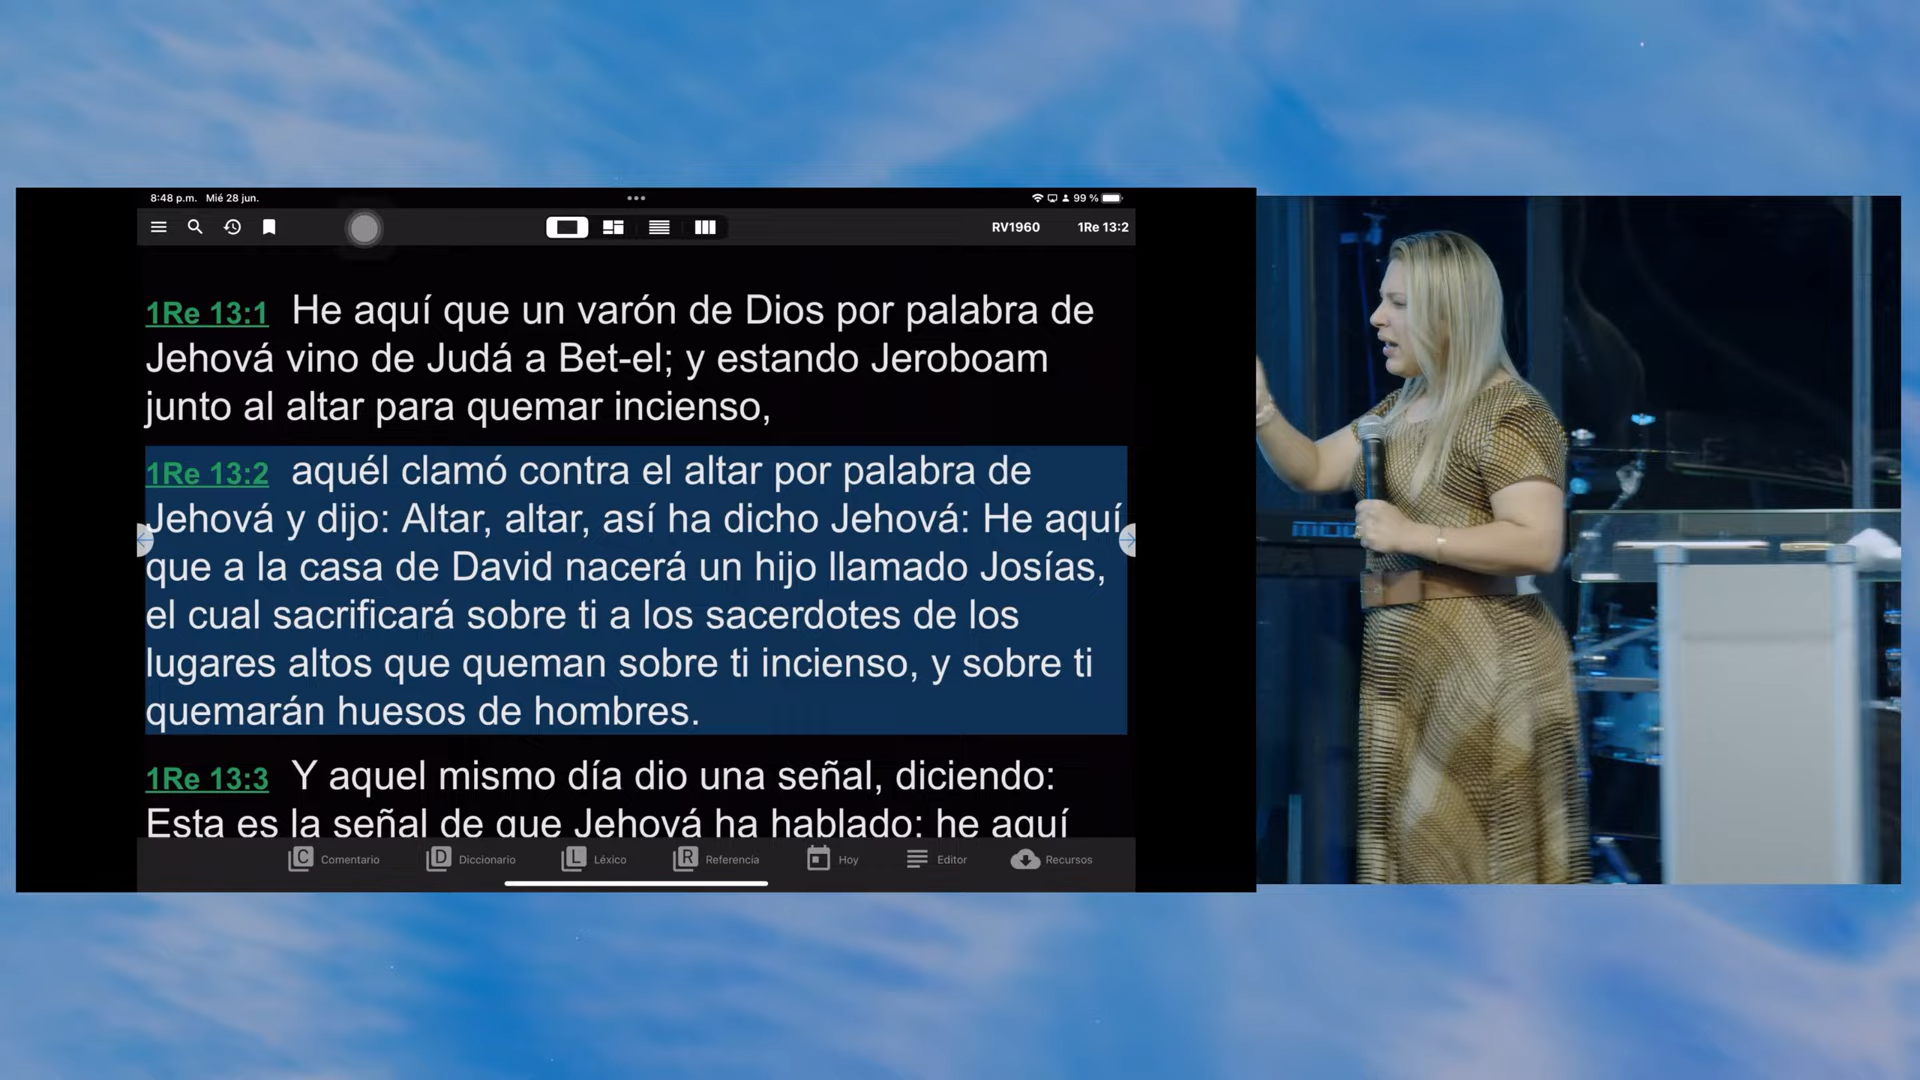 8:48 p.m. Mié 28 jun.
99 %
RV1960 1Re 13:2
1Re 13:1 He aquí que un varón de Dios por palabra de
Jehová vino de Judá a Bet-el; y estando Jeroboam
junto al altar para quemar incienso,
1Re 13:2 aquél clamó contra el altar por palabra de
Jehová y dijo: Altar, altar, así ha dicho Jehová: He aquí
que a la casa de David nacerá un hijo llamado Josías,
el cual sacrificará sobre ti a los sacerdotes de los
lugares altos que queman sobre ti incienso, y sobre ti
quemarán huesos de hombres.
1Re 13:3 Y aquel mismo día dio una señal, diciendo:
Esta es la señal de que Jehová ha hablado: he aquí
C Comentario D Diccionario L Léxico R Referencia Hoy Editor Recursos